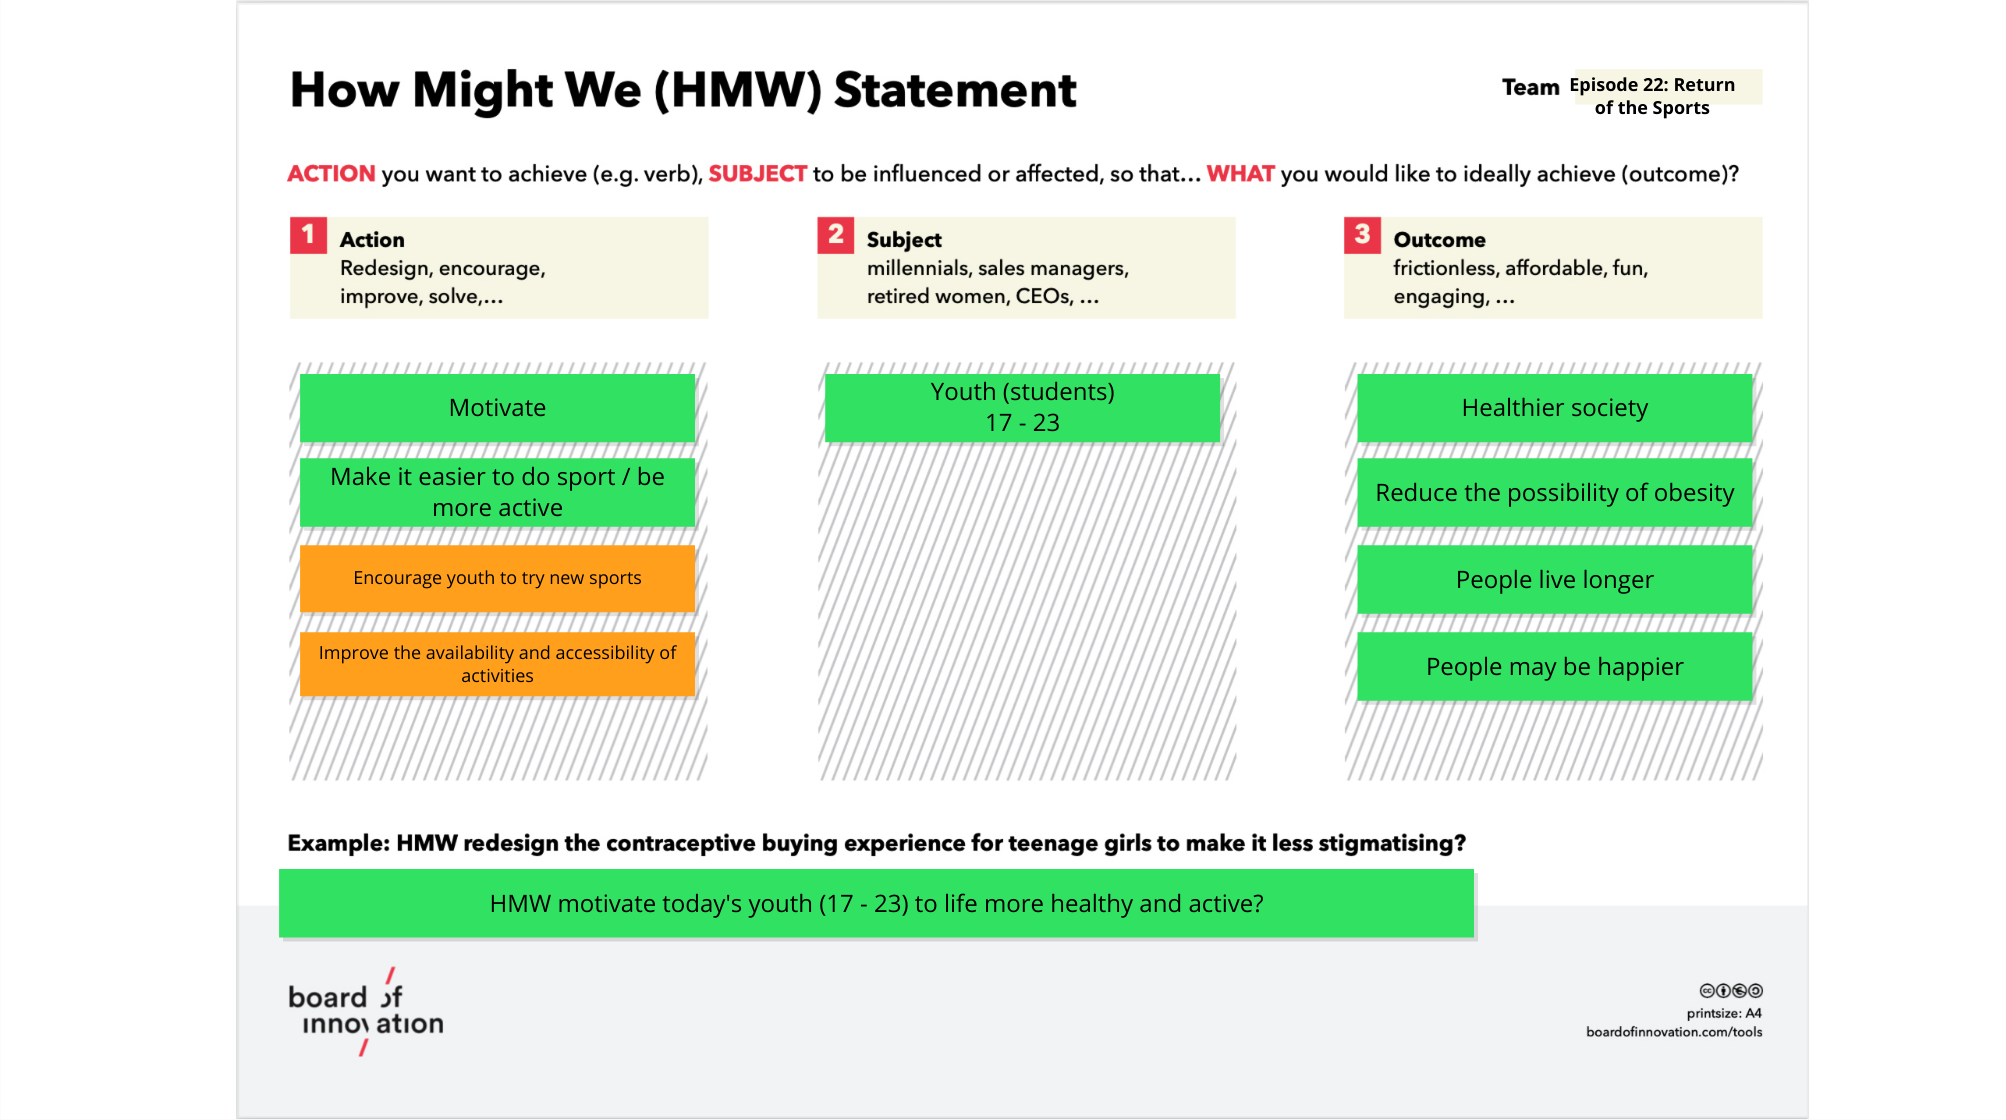 How Might We (HMW) Statement
Team Episode 22: Return
of the Sports
ACTION you want to achieve (e.g. verb), SUBJECT to be influenced or affected, so that... WHAT you would like to ideally achieve (outcome)?
1 Action
Redesign, encourage,
improve, solve,...
2 Subject
millennials, sales managers,
retired women, CEOs, ...
3 Outcome
frictionless, affordable, fun,
engaging, ...
Motivate
Make it easier to do sport / be
more active
Encourage youth to try new sports
Improve the availability and accessibility of
activities
Youth (students)
17 - 23
Healthier society
Reduce the possibility of obesity
People live longer
People may be happier
Example: HMW redesign the contraceptive buying experience for teenage girls to make it less stigmatising?
HMW motivate today's youth (17 - 23) to life more healthy and active?
board of
innovation
printsize: A4
boardofinnovation.com/tools